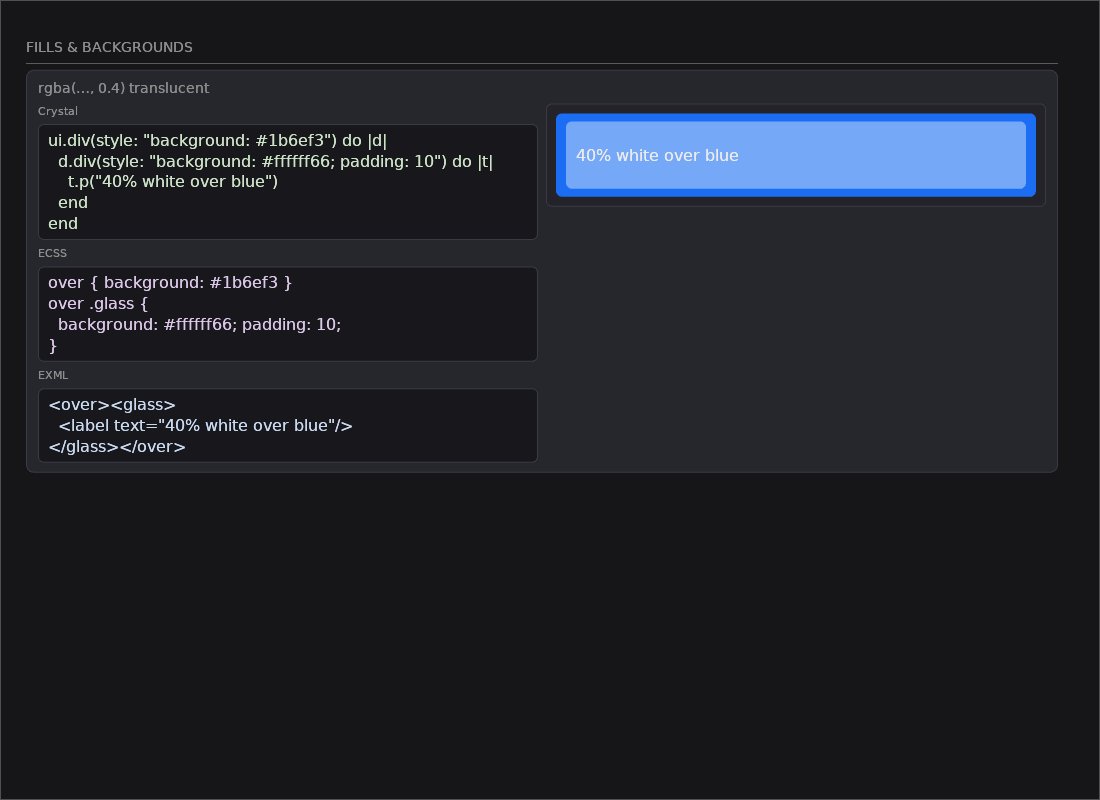 FILLS & BACKGROUNDS
rgba(..., 0.4) translucent
Crystal
ui.div(style: "background: #1b6ef3") do |d|
  d.div(style: "background: #ffffff66; padding: 10") do |t|
    t.p("40% white over blue")
  end
end
ECSS
over { background: #1b6ef3 }
over .glass {
  background: #ffffff66; padding: 10;
}
EXML
<over><glass>
  <label text="40% white over blue"/>
</glass></over>
40% white over blue